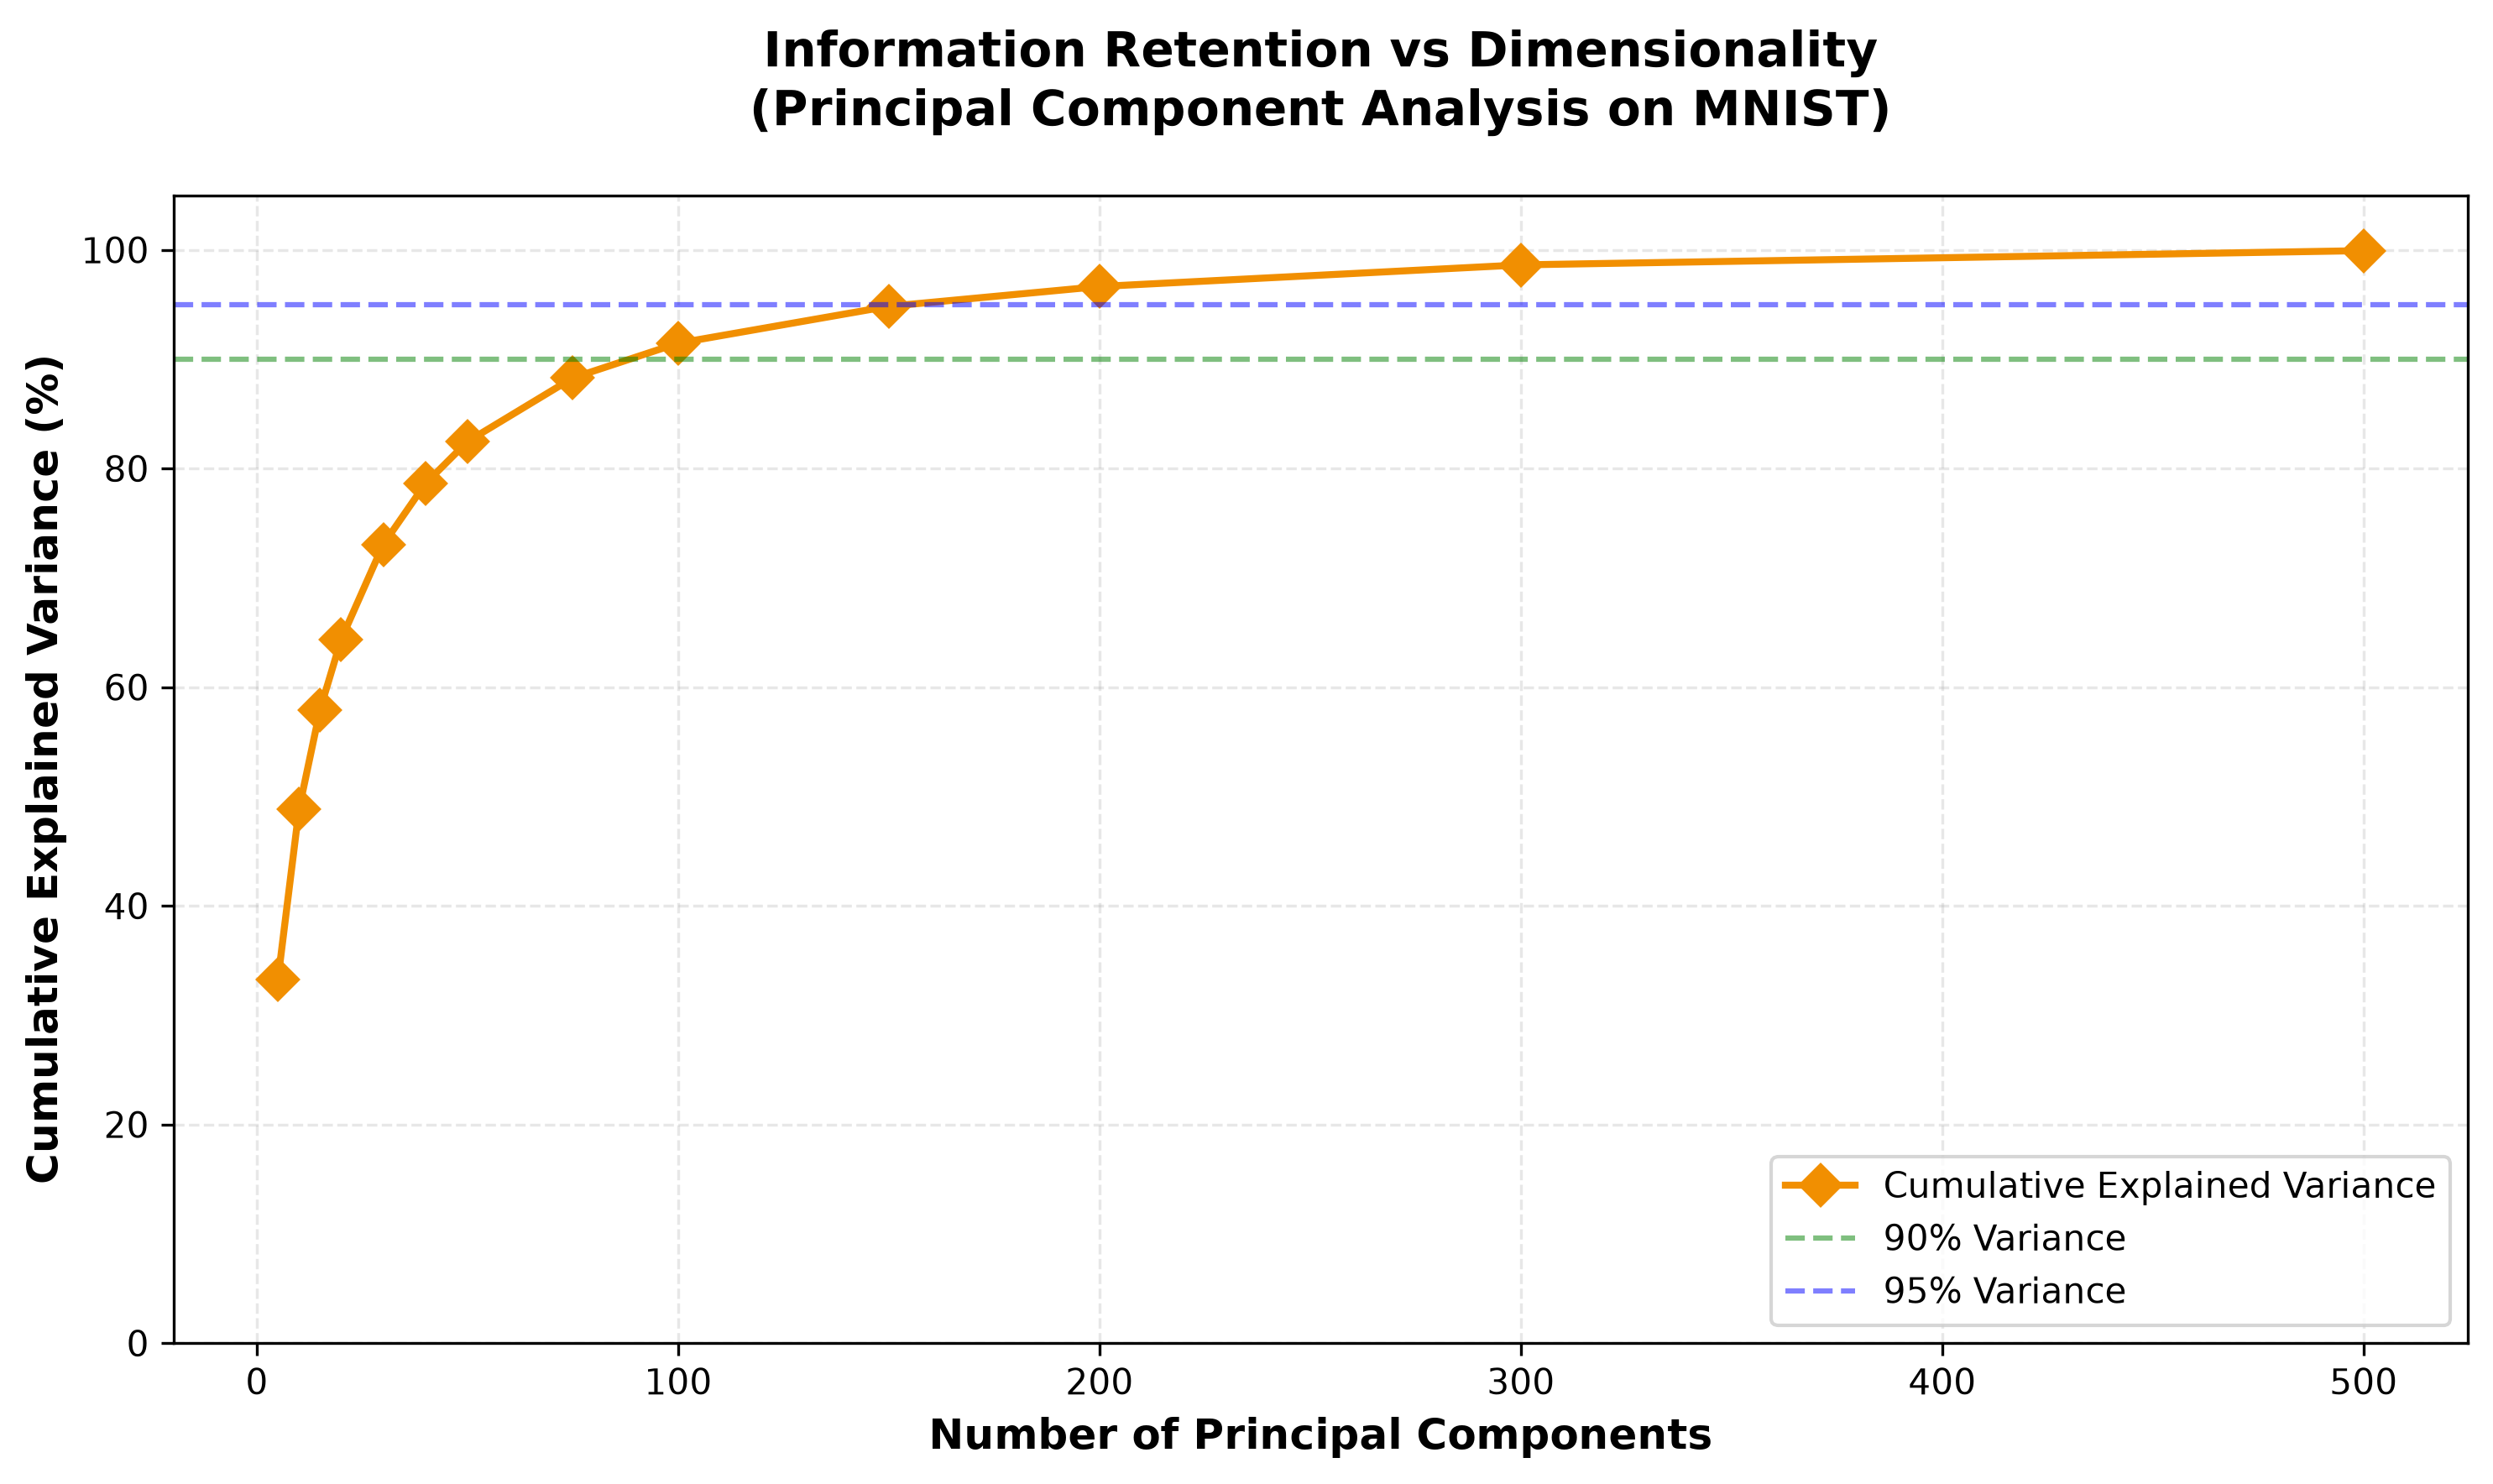 Information Retention vs Dimensionality
(Principal Component Analysis on MNIST)
Cumulative Explained Variance (%)
100
80
60
40
20
0
0 100 200 300 400 500
Number of Principal Components
Cumulative Explained Variance
90% Variance
95% Variance